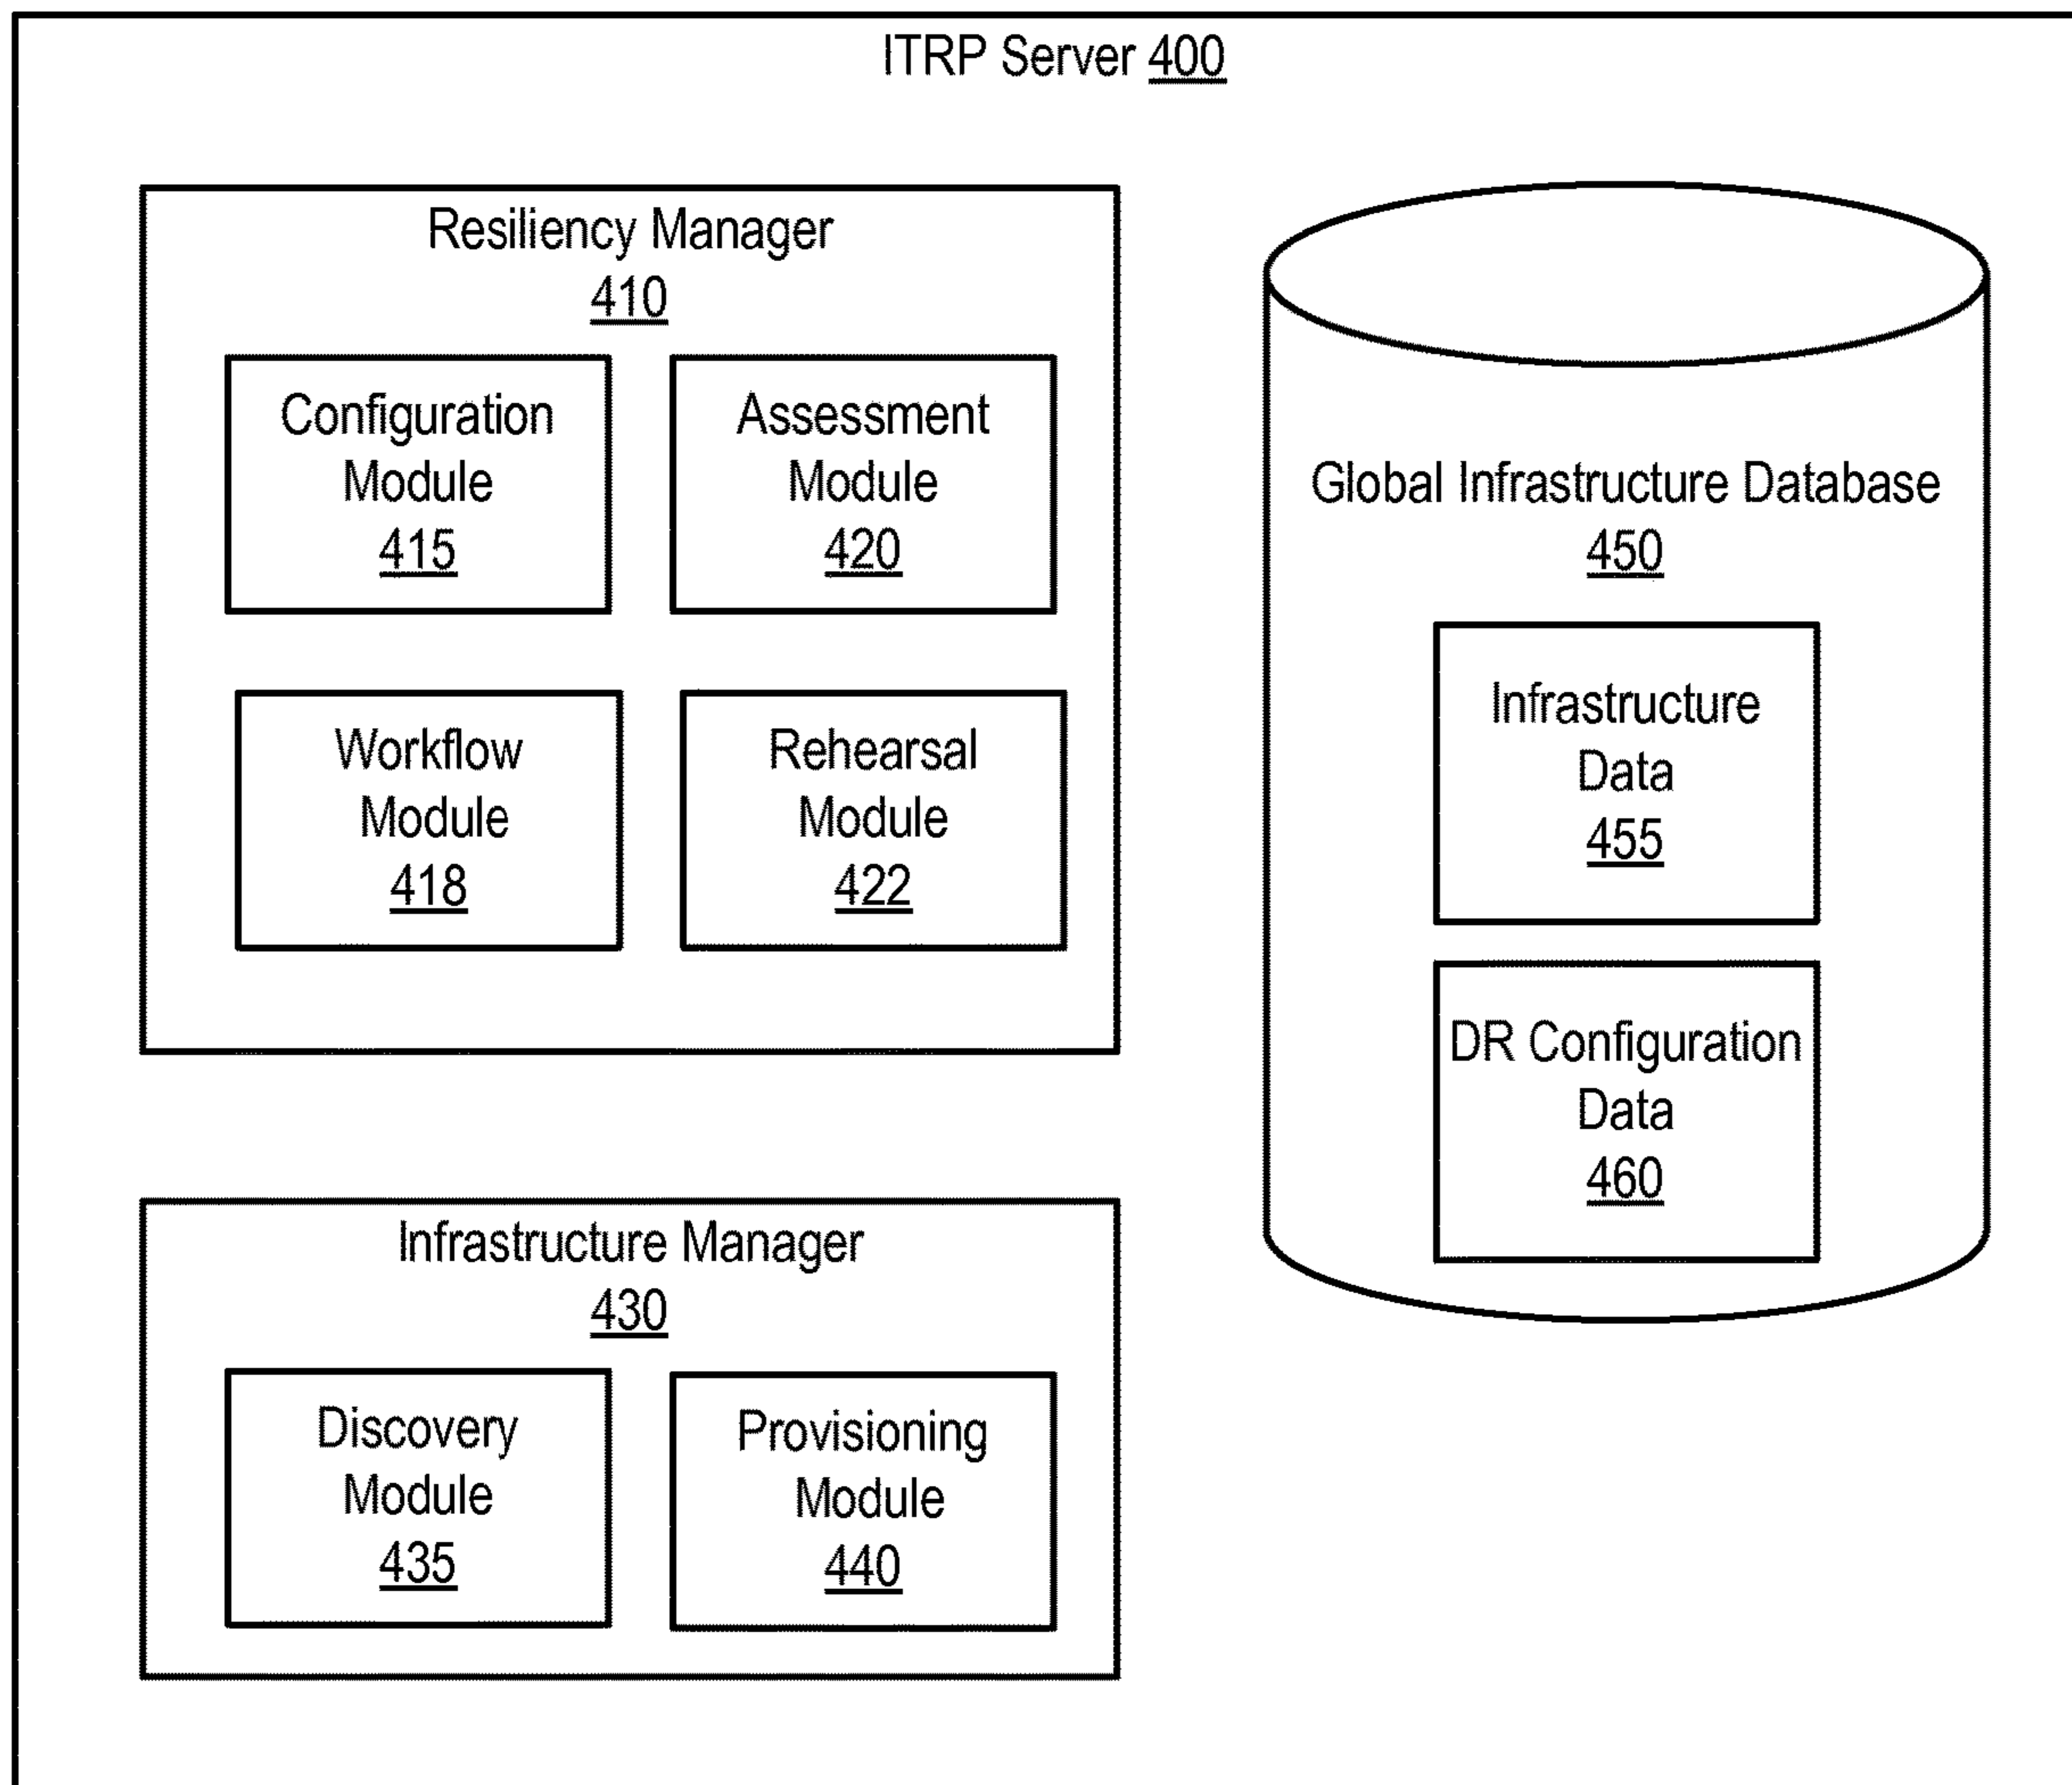 ITRP Server 400
Resiliency Manager
410
Configuration
Module
415
Assessment
Module
420
Workflow
Module
418
Rehearsal
Module
422
Infrastructure Manager
430
Discovery
Module
435
Provisioning
Module
440
Global Infrastructure Database
450
Infrastructure
Data
455
DR Configuration
Data
460